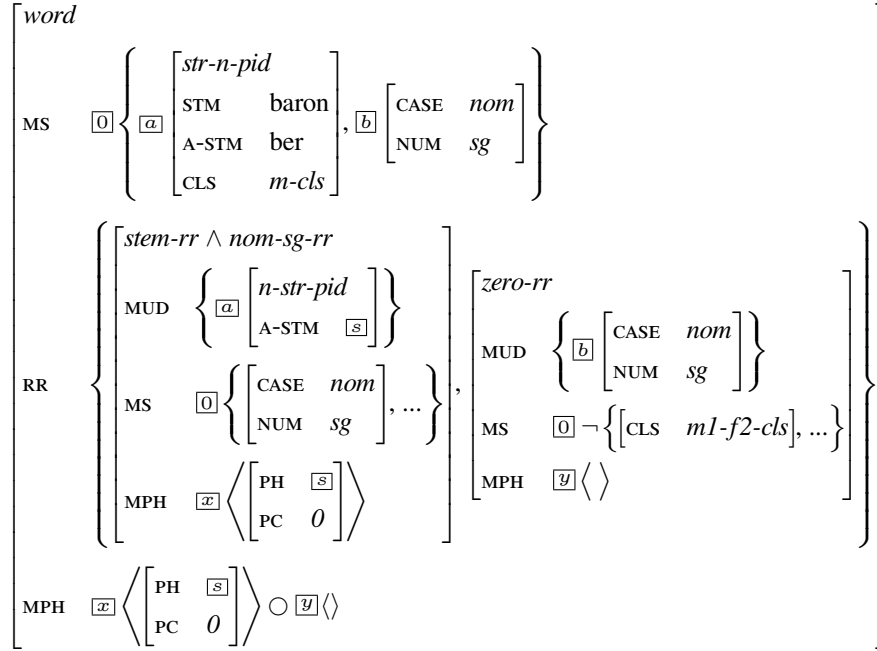 word
MS 0 { a [ str-n-pid
STM baron
A-STM ber
CLS m-cls ] , b [ CASE nom
NUM sg ] }
RR { [ stem-rr ∧ nom-sg-rr
MUD { a [ n-str-pid
A-STM s ] }
MS 0 { [ CASE nom
NUM sg ] , ... }
MPH x ⟨ [ PH s
PC 0 ] ⟩ ] ,
[ zero-rr
MUD { b [ CASE nom
NUM sg ] }
MS 0 ¬ { [ CLS m1-f2-cls ] , ... }
MPH y ⟨ ⟩ ] }
MPH x ⟨ [ PH s
PC 0 ] ⟩ ○ y ⟨⟩